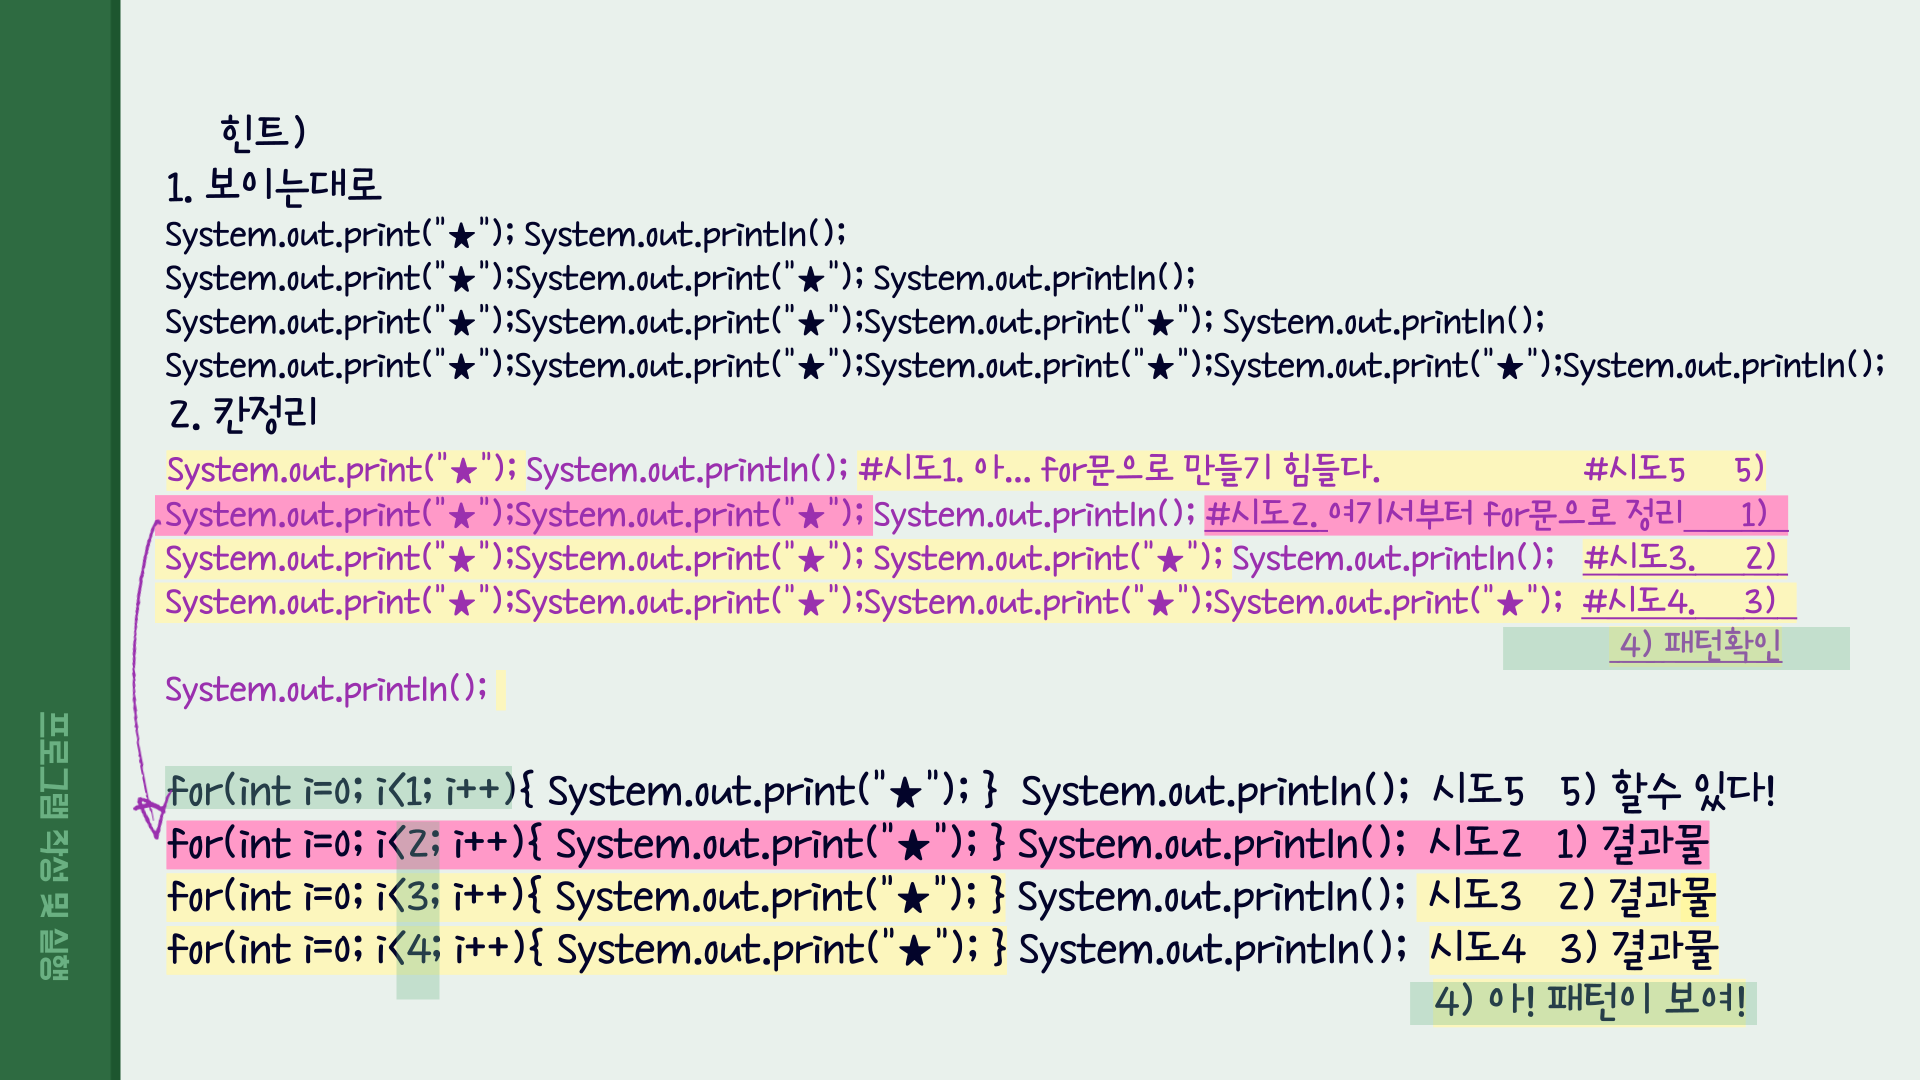 힌트)
1. 보이는대로
System.out.print("★"); System.out.println();
System.out.print("★");System.out.print("★"); System.out.println();
System.out.print("★");System.out.print("★");System.out.print("★"); System.out.println();
System.out.print("★");System.out.print("★");System.out.print("★");System.out.print("★");System.out.println();
2. 칸정리
System.out.print("★"); System.out.println(); #시도1. 아... for문으로 만들기 힘들다. #시도5 5)
System.out.print("★");System.out.print("★"); System.out.println(); #시도2. 여기서부터 for문으로 정리 1)
System.out.print("★");System.out.print("★"); System.out.print("★"); System.out.println(); #시도3. 2)
System.out.print("★");System.out.print("★");System.out.print("★");System.out.print("★"); #시도4. 3)
4) 패턴확인
System.out.println();
for(int i=0; i<1; i++){ System.out.print("★"); } System.out.println(); 시도5 5) 할수 있다!
for(int i=0; i<2; i++){ System.out.print("★"); } System.out.println(); 시도2 1) 결과물
for(int i=0; i<3; i++){ System.out.print("★"); } System.out.println(); 시도3 2) 결과물
for(int i=0; i<4; i++){ System.out.print("★"); } System.out.println(); 시도4 3) 결과물
4) 아! 패턴이 보여!
프로그램 작성 및 실행